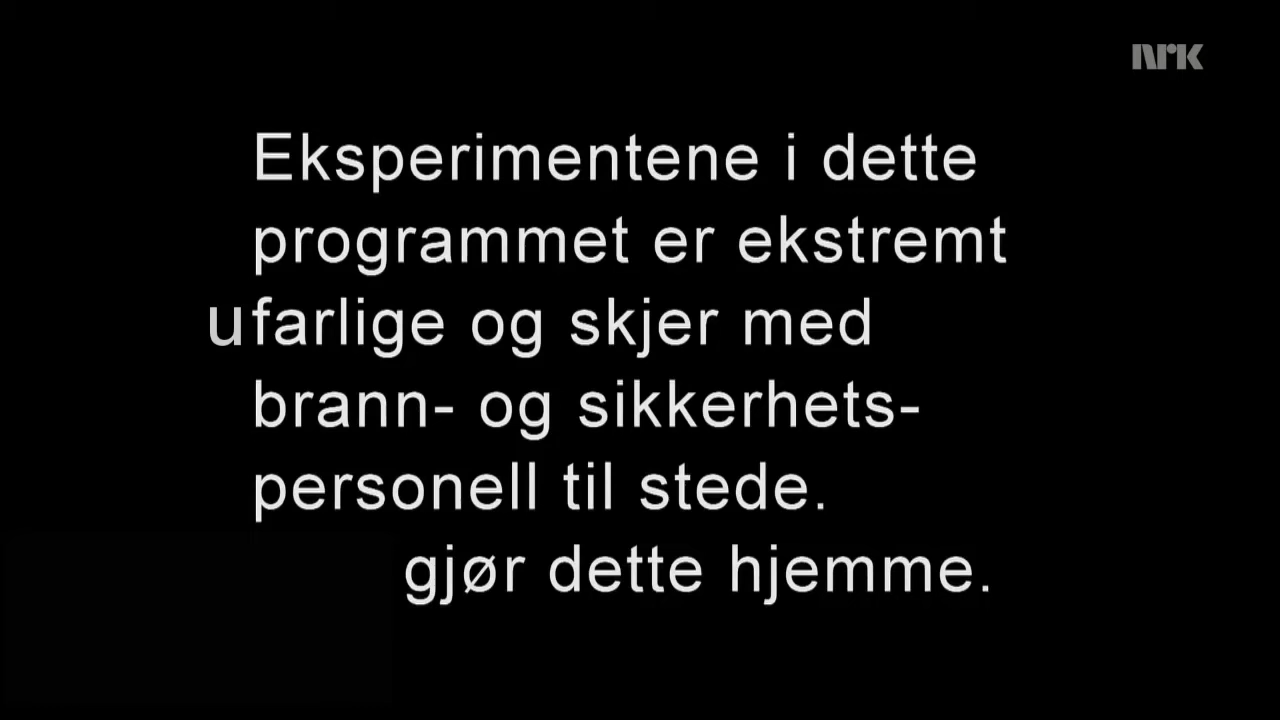 NRK
Eksperimentene i dette
programmet er ekstremt
ufarlige og skjer med
brann- og sikkerhets-
personell til stede.
gjør dette hjemme.